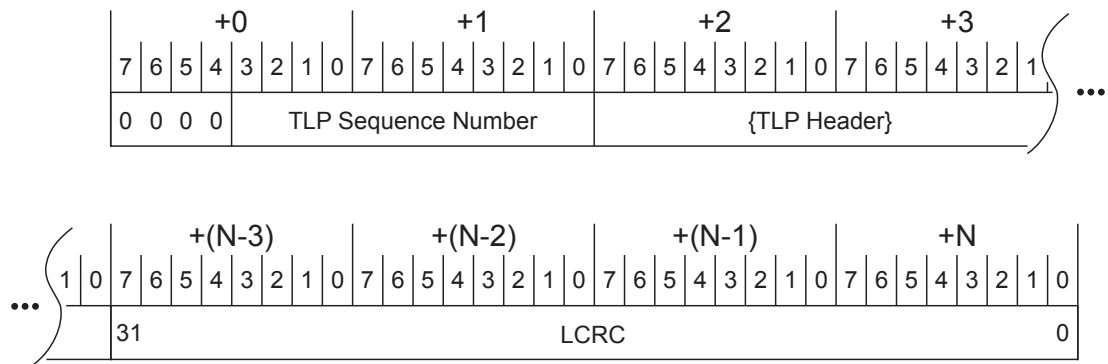 +0 +1 +2 +3
7 6 5 4 3 2 1 0 7 6 5 4 3 2 1 0 7 6 5 4 3 2 1 0 7 6 5 4 3 2 1
•••
0 0 0 0 TLP Sequence Number {TLP Header}
+(N-3) +(N-2) +(N-1) +N
1 0 7 6 5 4 3 2 1 0 7 6 5 4 3 2 1 0 7 6 5 4 3 2 1 0 7 6 5 4 3 2 1 0
•••
31 LCRC 0